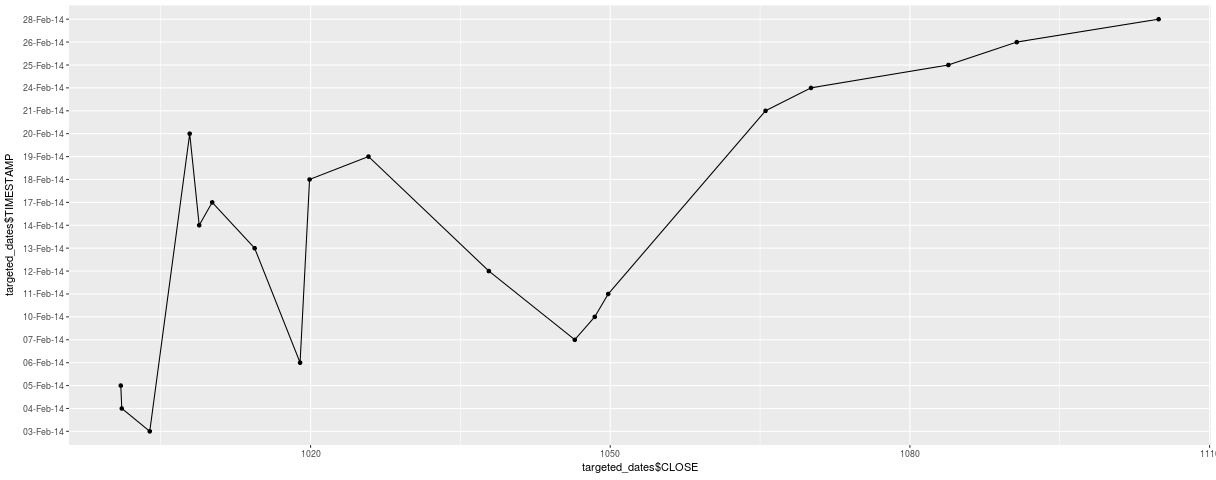 28-Feb-14
26-Feb-14
25-Feb-14
24-Feb-14
21-Feb-14
20-Feb-14
19-Feb-14
18-Feb-14
17-Feb-14
14-Feb-14
13-Feb-14
12-Feb-14
11-Feb-14
10-Feb-14
07-Feb-14
06-Feb-14
05-Feb-14
04-Feb-14
03-Feb-14
targeted_dates$TIMESTAMP
1020 1050 1080
targeted_dates$CLOSE